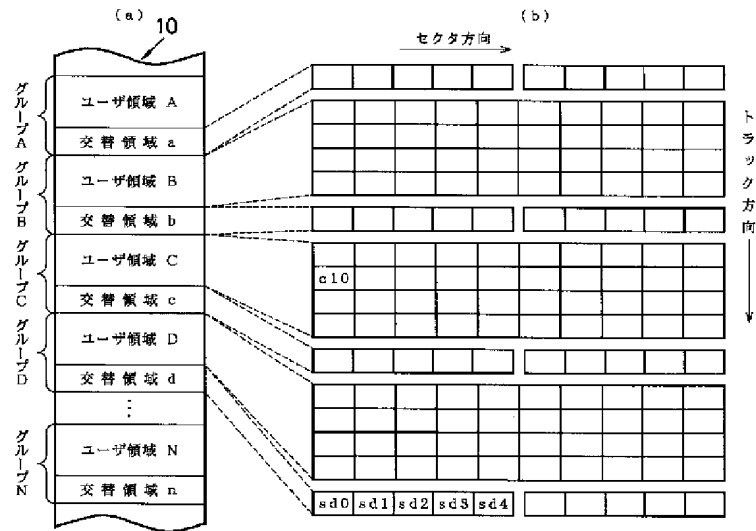 (a)
10
グループA
ユーザ領域 A
交替領域 a
グループB
ユーザ領域 B
交替領域 b
グループC
ユーザ領域 C
交替領域 c
グループD
ユーザ領域 D
交替領域 d
⋮
グループN
ユーザ領域 N
交替領域 n
(b)
セクタ方向
トラック方向
c10
sd0 sd1 sd2 sd3 sd4